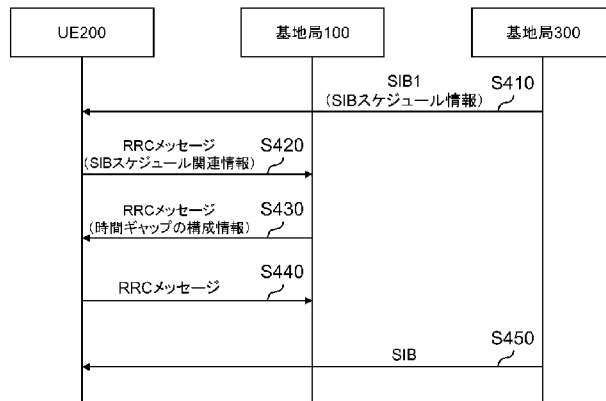 UE200
基地局100
基地局300
SIB1
(SIBスケジュール情報)
S410
RRCメッセージ
(SIBスケジュール関連情報)
S420
RRCメッセージ
(時間ギャップの構成情報)
S430
RRCメッセージ
S440
SIB
S450